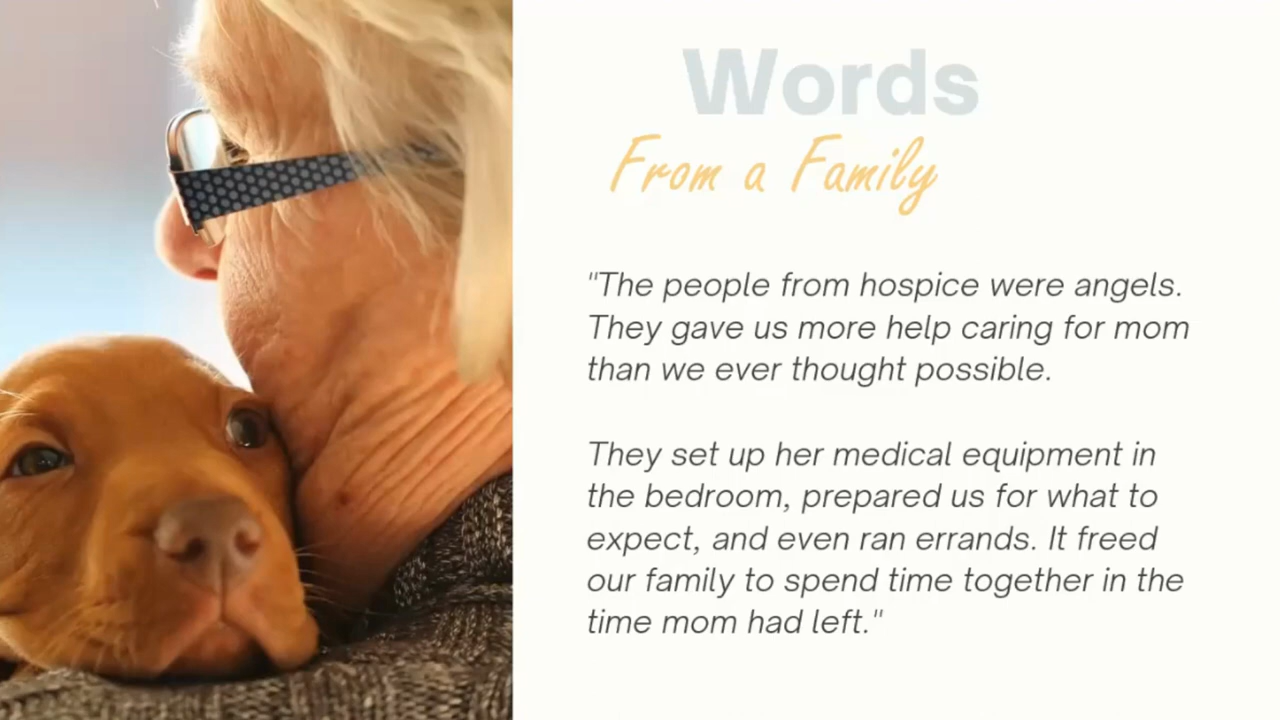 Words
From a Family
"The people from hospice were angels.
They gave us more help caring for mom
than we ever thought possible.
They set up her medical equipment in
the bedroom, prepared us for what to
expect, and even ran errands. It freed
our family to spend time together in the
time mom had left."